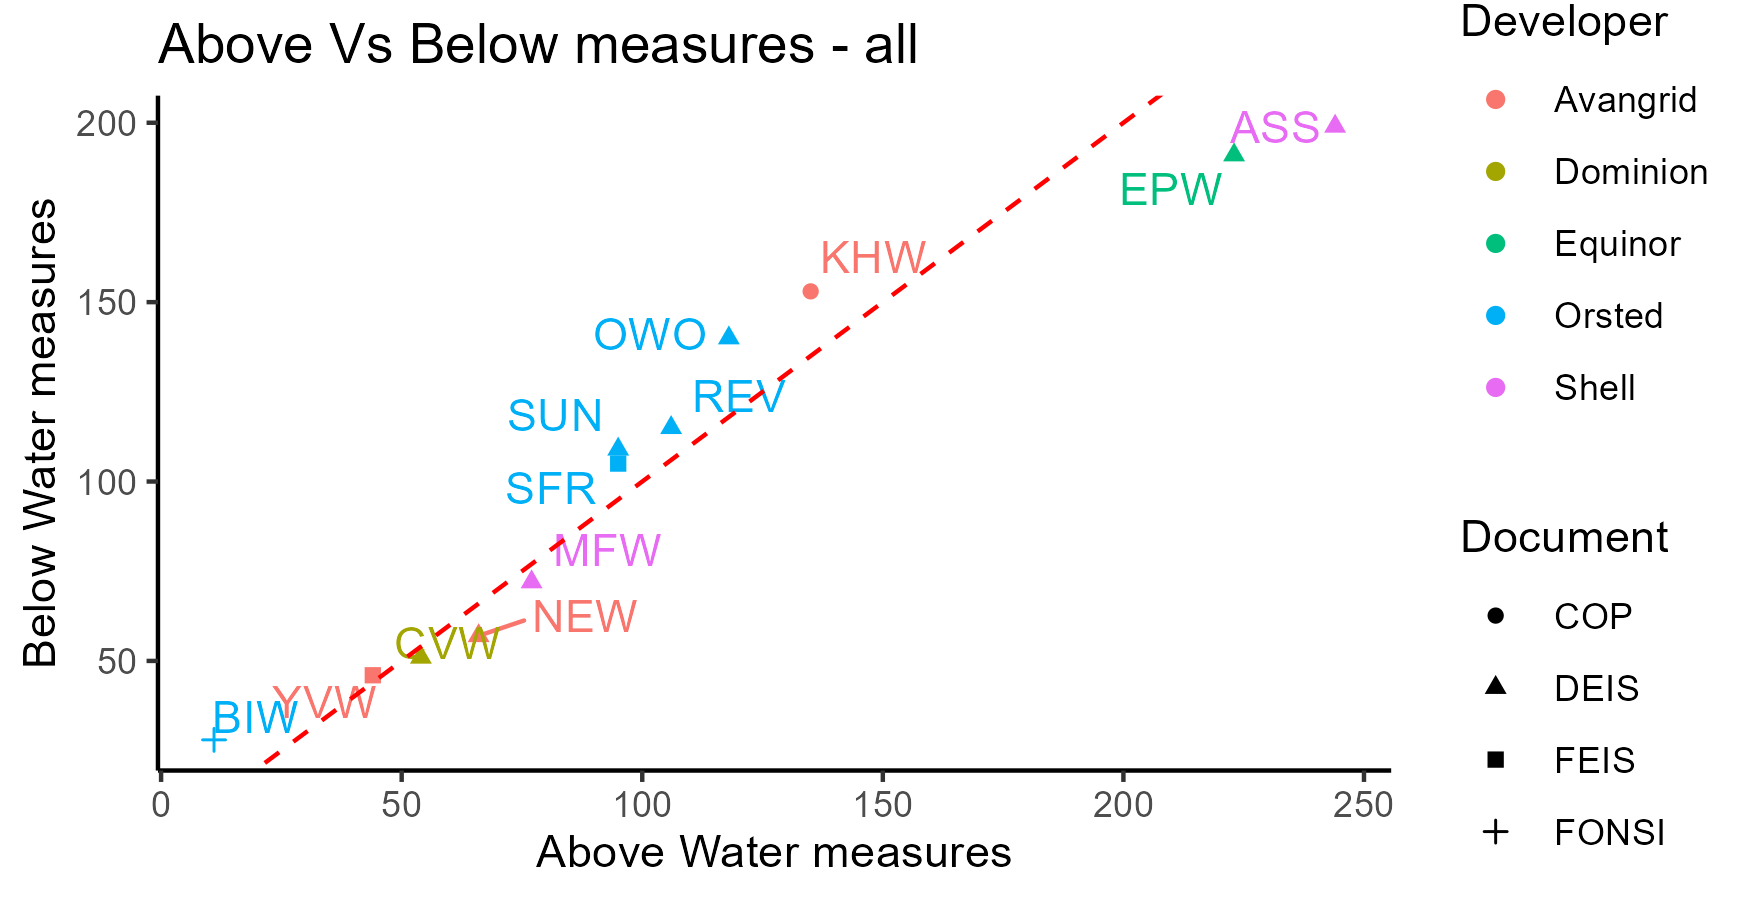 Above Vs Below measures - all
Below Water measures
200
150
100
50
0
50
100
150
200
250
Above Water measures
ASS
EPW
KHW
OWO
REV
SUN
SFR
MFW
NEW
CVW
YVW
BIW
Developer
Avangrid
Dominion
Equinor
Orsted
Shell
Document
COP
DEIS
FEIS
FONSI